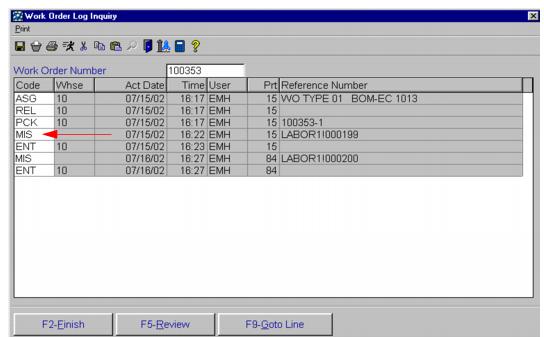 Work Order Log Inquiry
Print
Work Order Number 100353
Code Whse Act Date Time User Prt Reference Number
ASG 10 07/15/02 16:17 EMH 15 WO TYPE 01 BOM-EC 1013
REL 10 07/15/02 16:17 EMH 15
PCK 10 07/15/02 16:17 EMH 15 100353-1
MIS 07/15/02 16:22 EMH 15 LABOR1I000199
ENT 10 07/15/02 16:23 EMH 15
MIS 07/16/02 16:27 EMH 84 LABOR1I000200
ENT 10 07/16/02 16:27 EMH 84
F2-Finish F5-Review F9-Goto Line